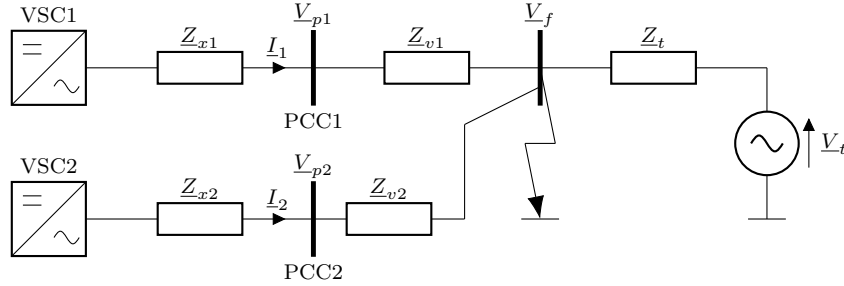 VSC1
Z_x1
I_1
V_p1
Z_v1
V_f
Z_t
PCC1
V_t
VSC2
Z_x2
I_2
V_p2
Z_v2
PCC2